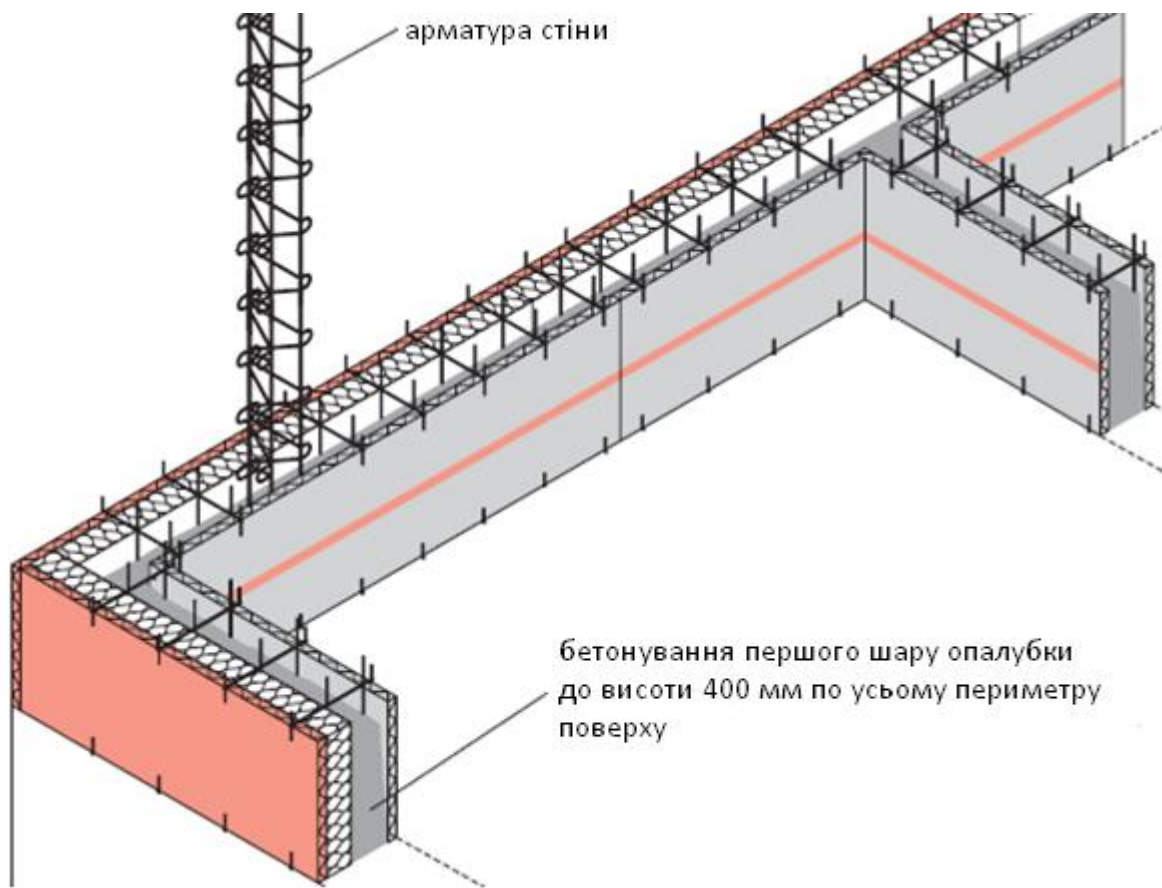 арматура стіни
бетонування першого шару опалубки
до висоти 400 мм по усьому периметру
поверху